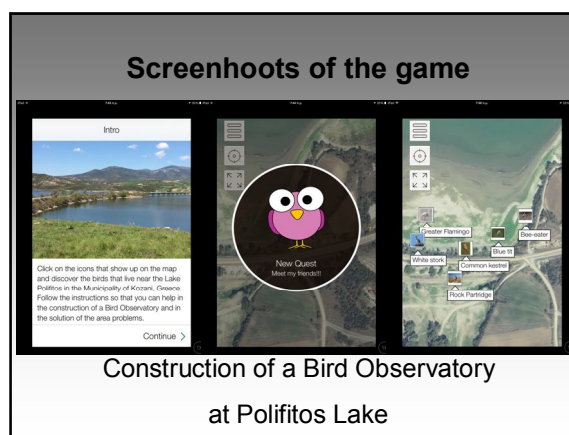 Screenhoots of the game
Intro
Click on the icons that show up on the map
and discover the birds that live near the Lake
Polifitos in the Municipality of Kozani, Greece.
Follow the instructions so that you can help in
the construction of a Bird Observatory and in
the solution of the area problems.
Continue >
New Quest
Meet my friends!!!
Greater Flamingo
Bee-eater
Blue tit
White stork
Common kestrel
Rock Partridge
Construction of a Bird Observatory
at Polifitos Lake